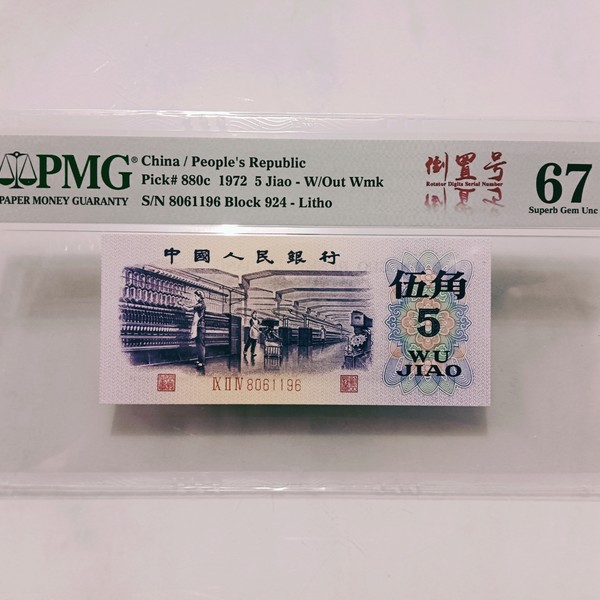 PMG®
PAPER MONEY GUARANTY
China / People's Republic
Pick# 880c 1972 5 Jiao - W/Out Wmk
S/N 8061196 Block 924 - Litho
倒置号
Rotator Digits Serial Number
67
Superb Gem Unc
中國人民銀行
伍角
5
WU
JIAO
IX II IV 8061196